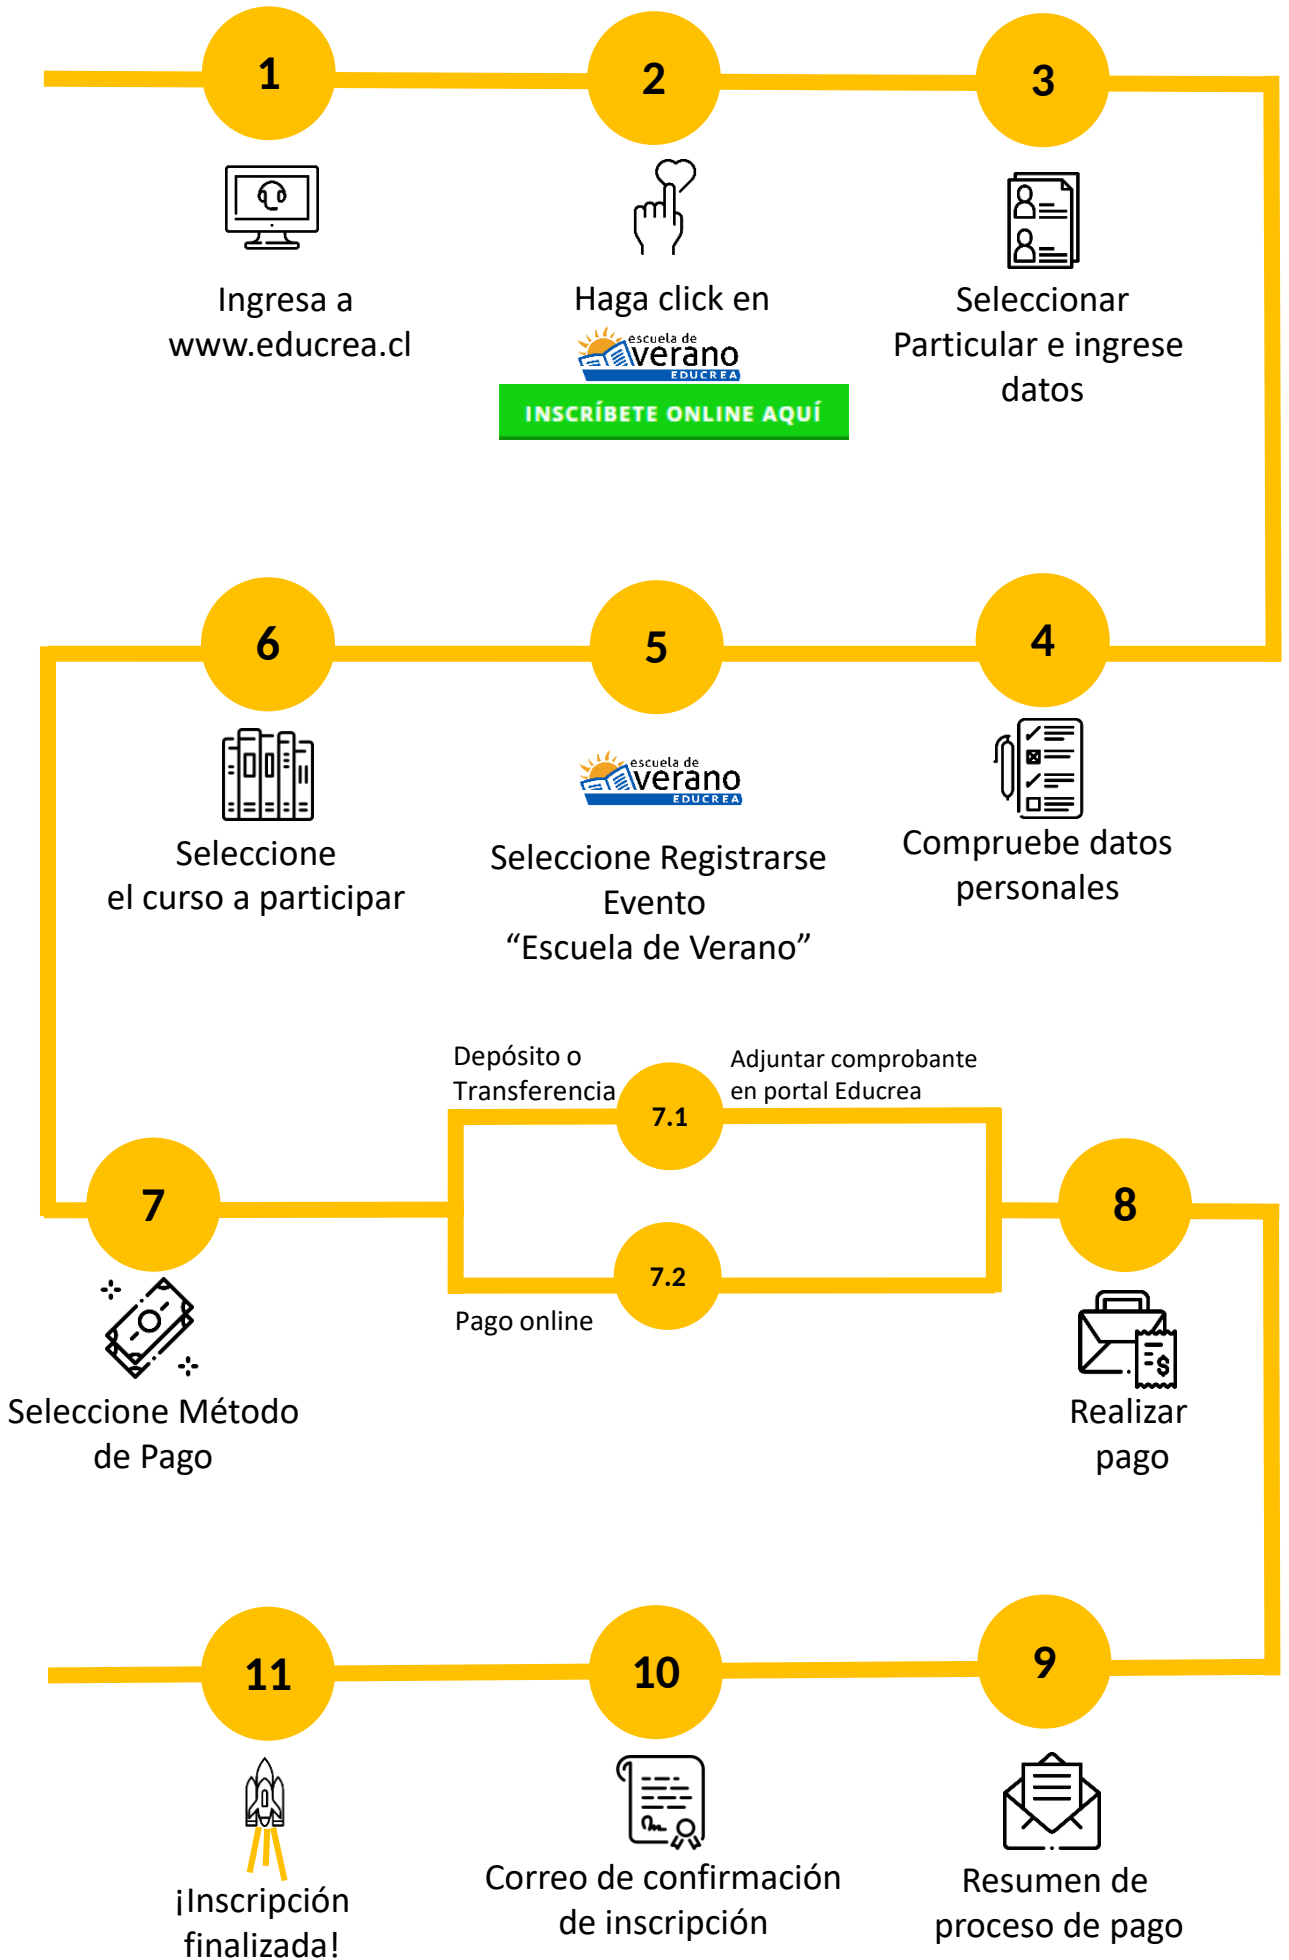 1
Ingresa a
www.educrea.cl
2
Haga click en
escuela de
verano
EDUCREA
INSCRÍBETE ONLINE AQUÍ
3
Seleccionar
Particular e ingrese
datos
4
Compruebe datos
personales
5
escuela de
verano
EDUCREA
Seleccione Registrarse
Evento
“Escuela de Verano”
6
Seleccione
el curso a participar
7
Seleccione Método
de Pago
Depósito o
Transferencia
7.1
Adjuntar comprobante
en portal Educrea
7.2
Pago online
8
$
Realizar
pago
9
Resumen de
proceso de pago
10
Correo de confirmación
de inscripción
11
¡Inscripción
finalizada!